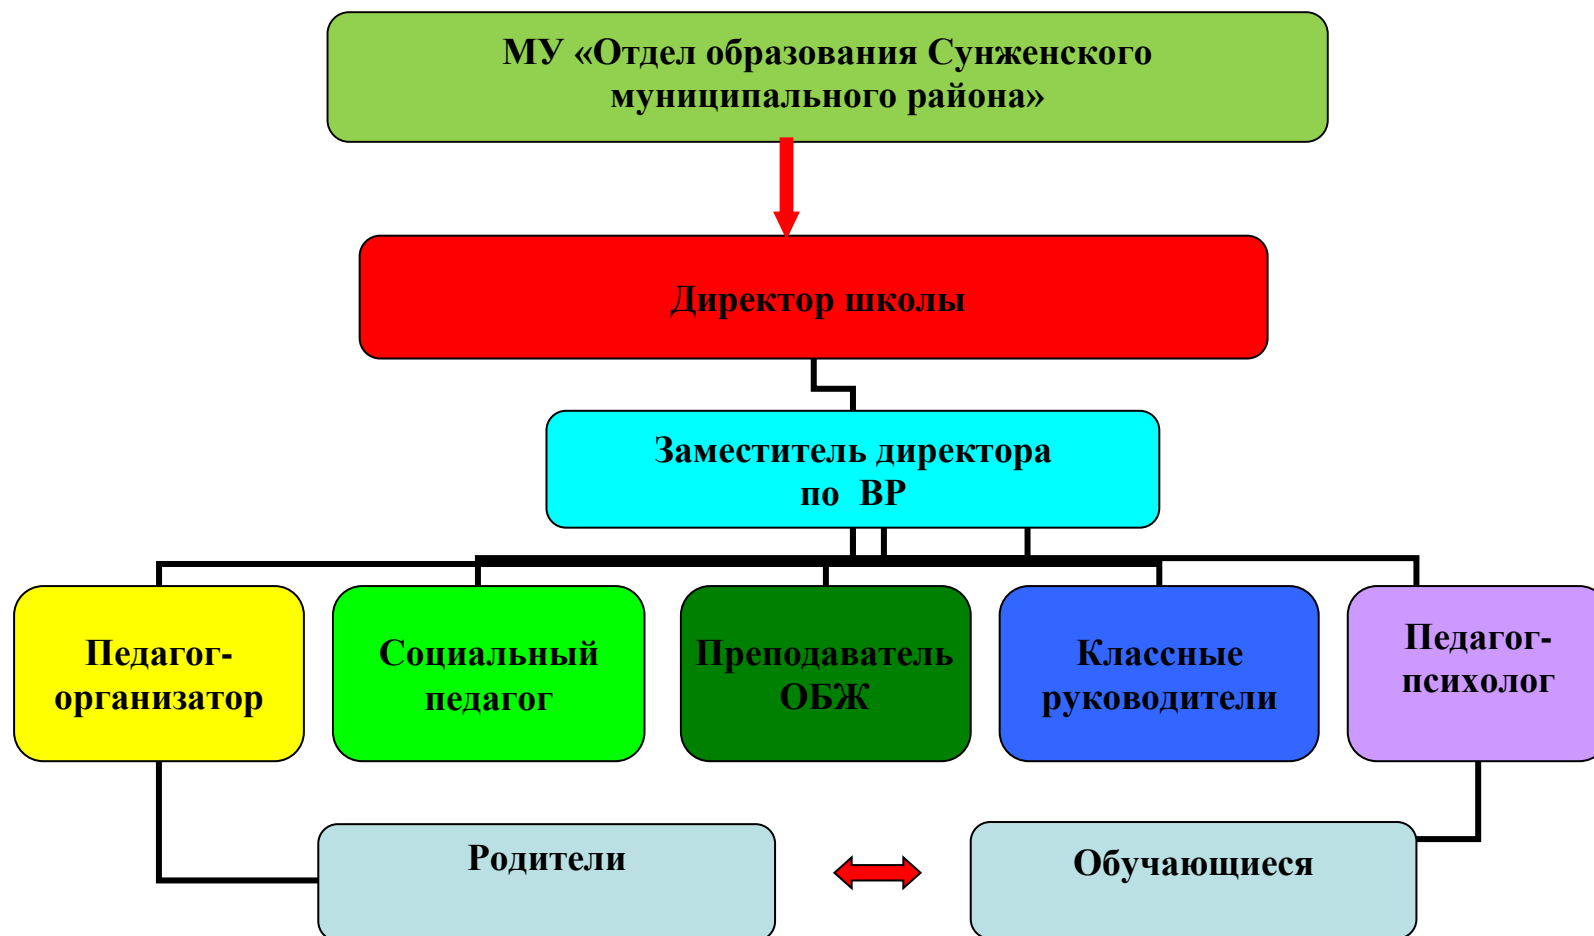 МУ «Отдел образования Сунженского
муниципального района»
Директор школы
Заместитель директора
по ВР
Педагог-
организатор
Социальный
педагог
Преподаватель
ОБЖ
Классные
руководители
Педагог-
психолог
Родители
Обучающиеся